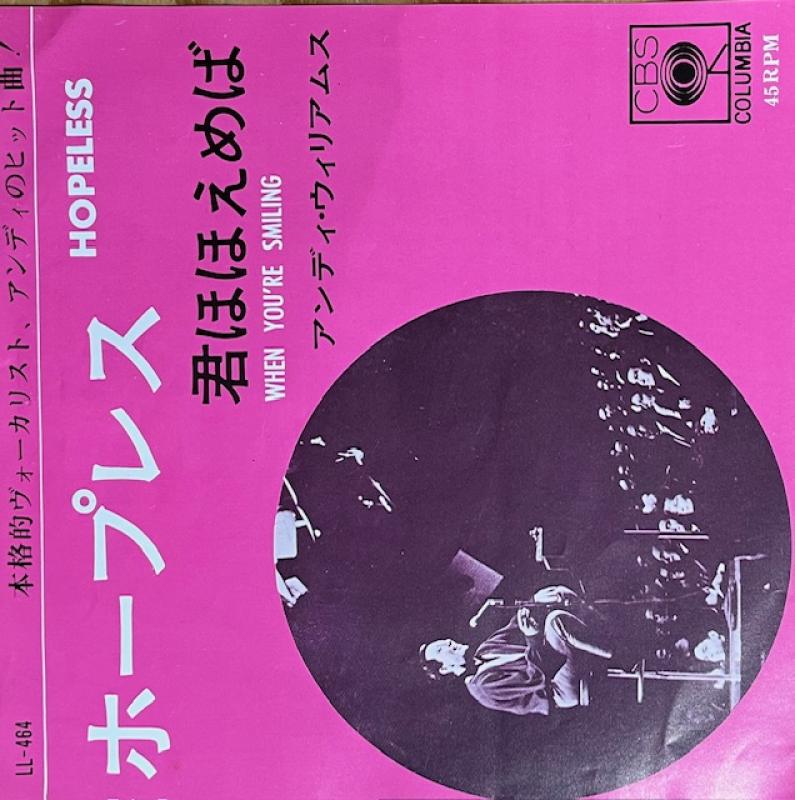 LL-464
本格的ヴォーカリスト、アンディのヒット曲!
ホープレス HOPELESS
君ほほえめば
WHEN YOU'RE SMILING
アンディ・ウィリアムス
CBS
COLUMBIA
45 RPM